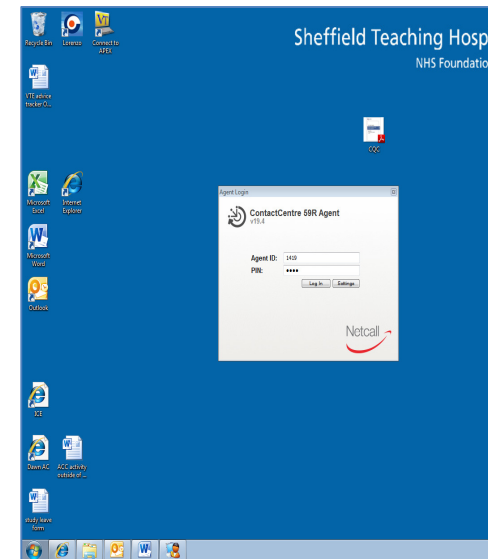 Sheffield Teaching Hosp
NHS Foundatio
Recycle Bin
Lorenzo
Connect to
APEX
VTE advice
tracker O...
CQC
Microsoft
Excel
Internet
Explorer
Microsoft
Word
Outlook
ICE
Dawn AC
ACC activity
outside of ...
study leave
form
Agent Login
ContactCentre 59R Agent
v19.4
Agent ID: 1419
PIN: ••••
Log In
Settings
Netcall